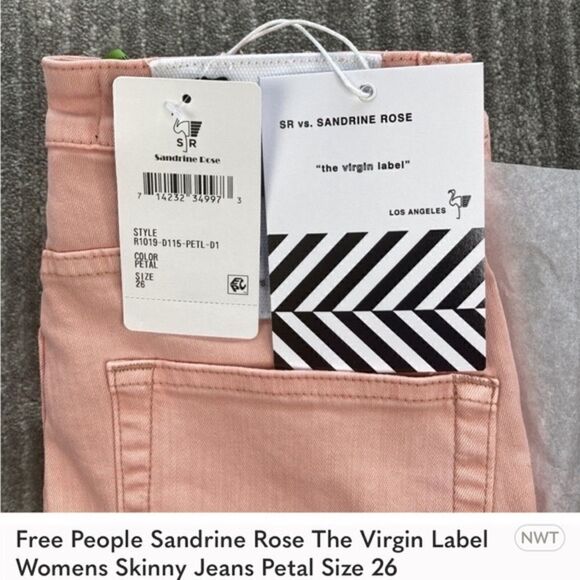 S R
Sandrine Rose
7 14232 34997 3
STYLE
R1019-D115-PETL-D1
COLOR
PETAL
SIZE
26
SR vs. SANDRINE ROSE
"the virgin label"
LOS ANGELES
Free People Sandrine Rose The Virgin Label
NWT
Womens Skinny Jeans Petal Size 26